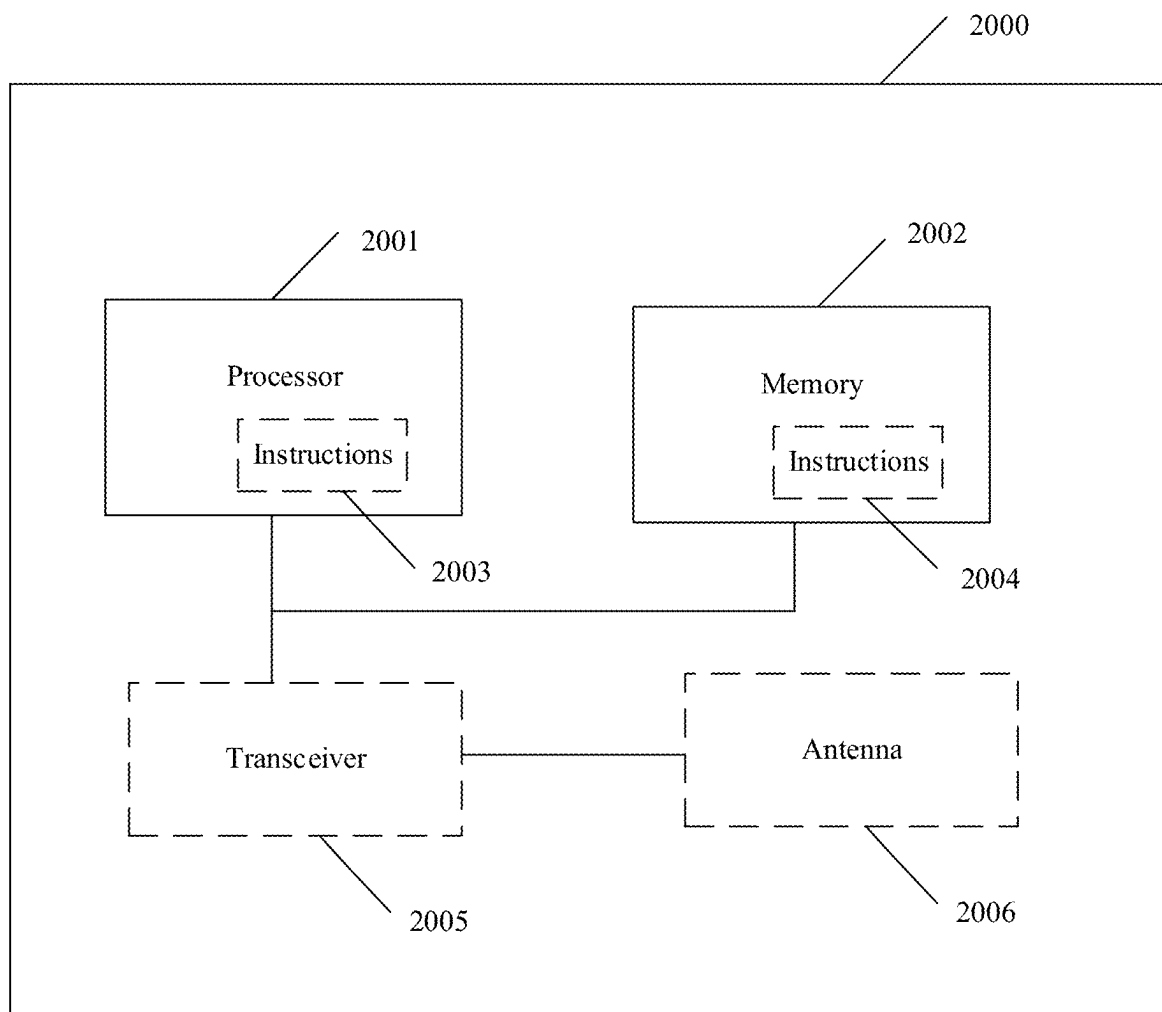 2000
2001
2002
Processor
Memory
Instructions
Instructions
2003
2004
Transceiver
Antenna
2005
2006